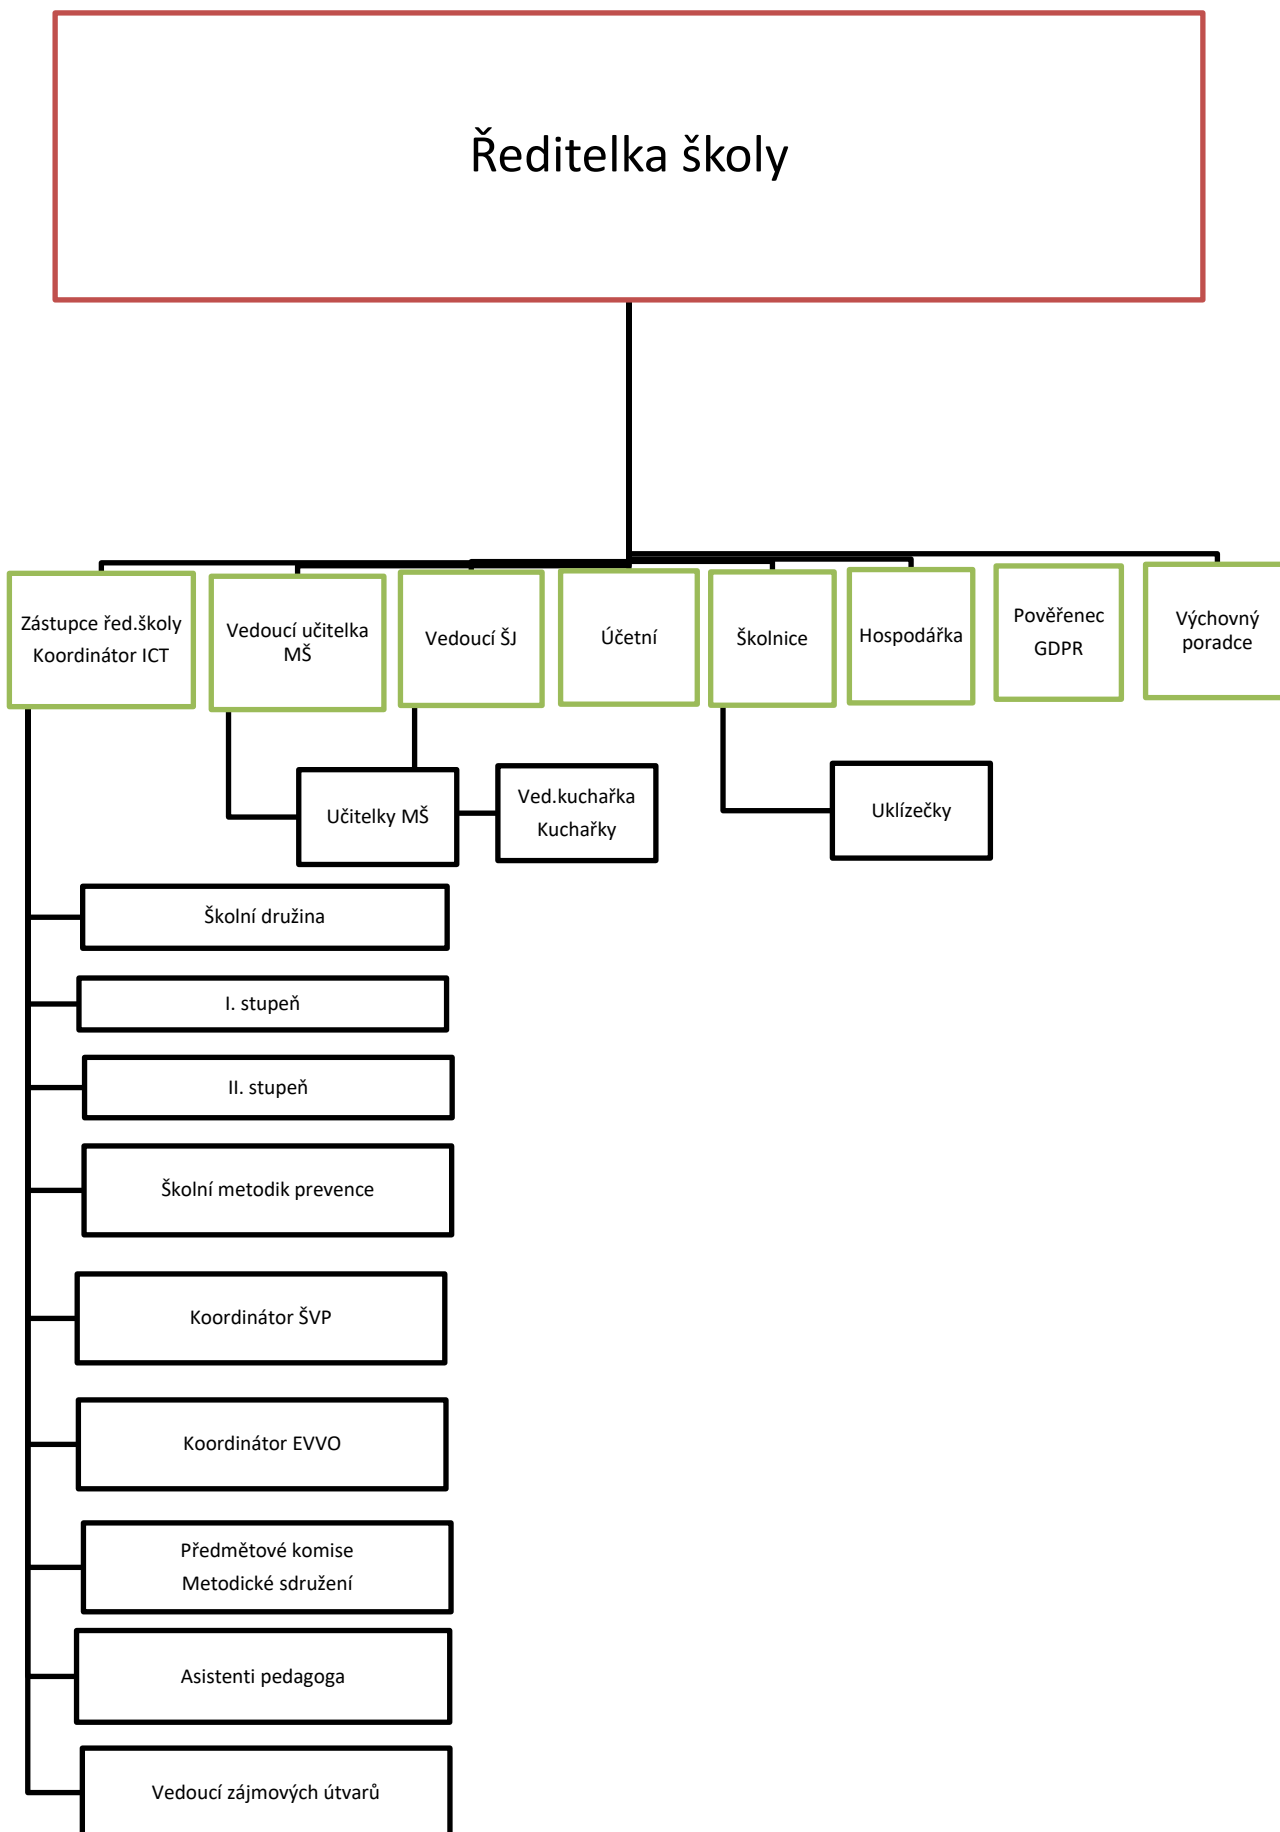 Ředitelka školy
Zástupce řed.školy
Koordinátor ICT
Vedoucí učitelka
MŠ
Vedoucí ŠJ
Účetní
Školnice
Hospodářka
Pověřenec
GDPR
Výchovný
poradce
Učitelky MŠ
Ved.kuchařka
Kuchařky
Uklízečky
Školní družina
I. stupeň
II. stupeň
Školní metodik prevence
Koordinátor ŠVP
Koordinátor EVVO
Předmětové komise
Metodické sdružení
Asistenti pedagoga
Vedoucí zájmových útvarů